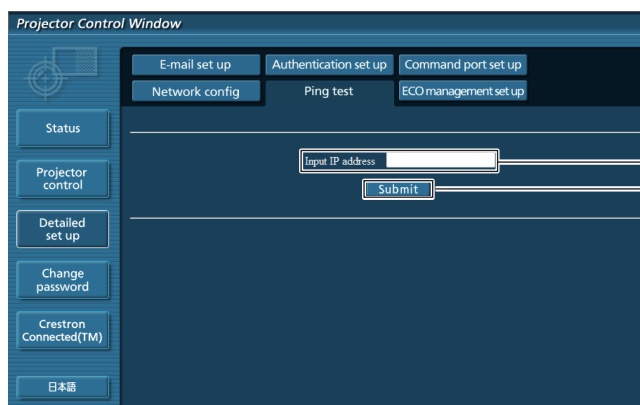 Projector Control Window
E-mail set up
Authentication set up
Command port set up
Network config
Ping test
ECO management set up
Status
Projector
control
Detailed
set up
Change
password
Crestron
Connected(TM)
日本語
Input IP address
Submit